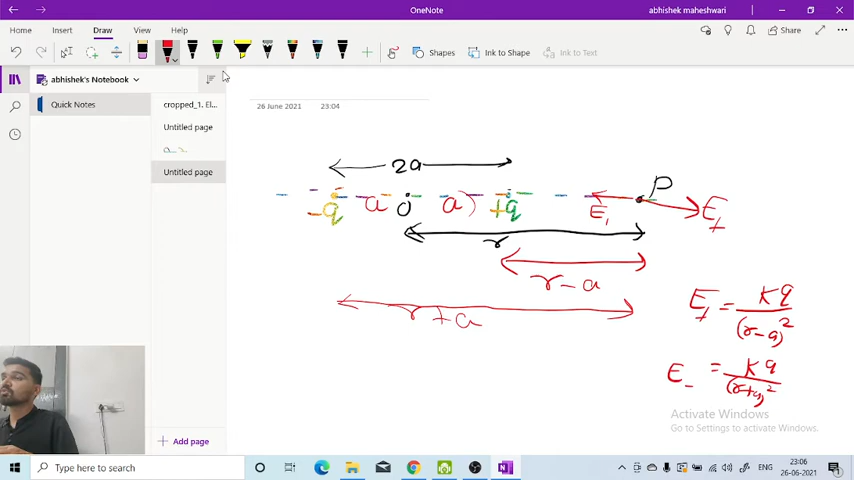 OneNote
abhishek maheshwari
Home Insert Draw View Help
Share
Shapes Ink to Shape Ink to Text
abhishek's Notebook
Quick Notes
cropped_1. El...
Untitled page
Untitled page
26 June 2021 23:04
2a
P
-q a O a +q
E₁
E+
r
r-a
r+a
E+ = Kq/(r-a)²
E- = Kq/(r+a)²
Activate Windows
Go to Settings to activate Windows.
Add page
Type here to search
ENG
23:06
26-06-2021